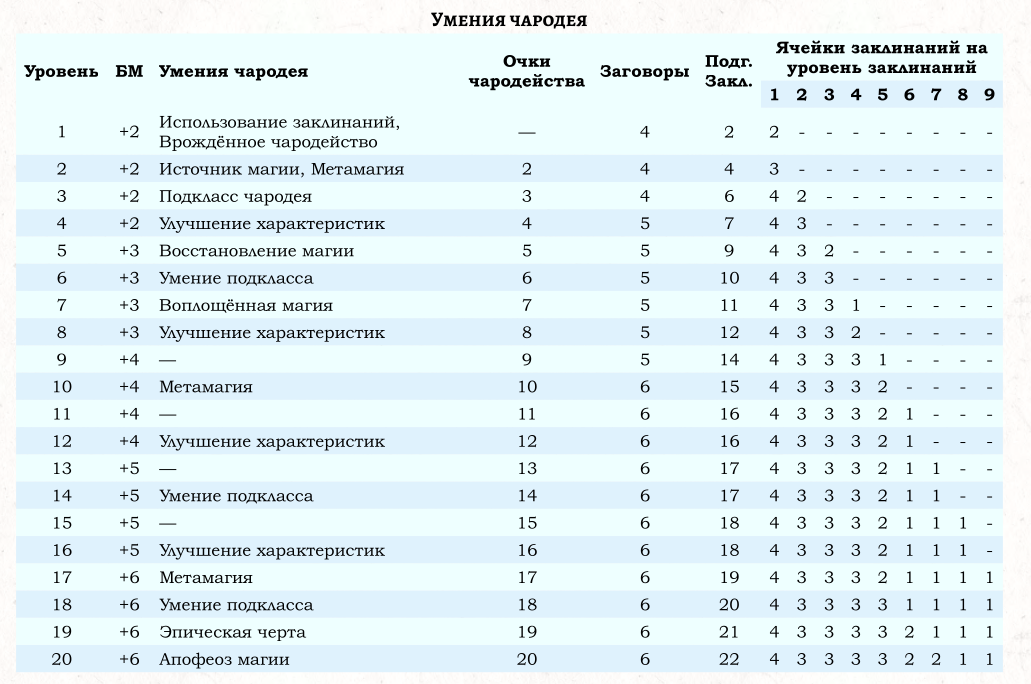 Умения чародея
Уровень БМ Умения чародея Очки чародейства Заговоры Подг. Закл. Ячейки заклинаний на уровень заклинаний
1 2 3 4 5 6 7 8 9
1 +2 Использование заклинаний, Врождённое чародейство — 4 2 2 - - - - - - - -
2 +2 Источник магии, Метамагия 2 4 4 3 - - - - - - - -
3 +2 Подкласс чародея 3 4 6 4 2 - - - - - - -
4 +2 Улучшение характеристик 4 5 7 4 3 - - - - - - -
5 +3 Восстановление магии 5 5 9 4 3 2 - - - - - -
6 +3 Умение подкласса 6 5 10 4 3 3 - - - - - -
7 +3 Воплощённая магия 7 5 11 4 3 3 1 - - - - -
8 +3 Улучшение характеристик 8 5 12 4 3 3 2 - - - - -
9 +4 — 9 5 14 4 3 3 3 1 - - - -
10 +4 Метамагия 10 6 15 4 3 3 3 2 - - - -
11 +4 — 11 6 16 4 3 3 3 2 1 - - -
12 +4 Улучшение характеристик 12 6 16 4 3 3 3 2 1 - - -
13 +5 — 13 6 17 4 3 3 3 2 1 1 - -
14 +5 Умение подкласса 14 6 17 4 3 3 3 2 1 1 - -
15 +5 — 15 6 18 4 3 3 3 2 1 1 1 -
16 +5 Улучшение характеристик 16 6 18 4 3 3 3 2 1 1 1 -
17 +6 Метамагия 17 6 19 4 3 3 3 2 1 1 1 1
18 +6 Умение подкласса 18 6 20 4 3 3 3 3 1 1 1 1
19 +6 Эпическая черта 19 6 21 4 3 3 3 3 2 1 1 1
20 +6 Апофеоз магии 20 6 22 4 3 3 3 3 2 2 1 1